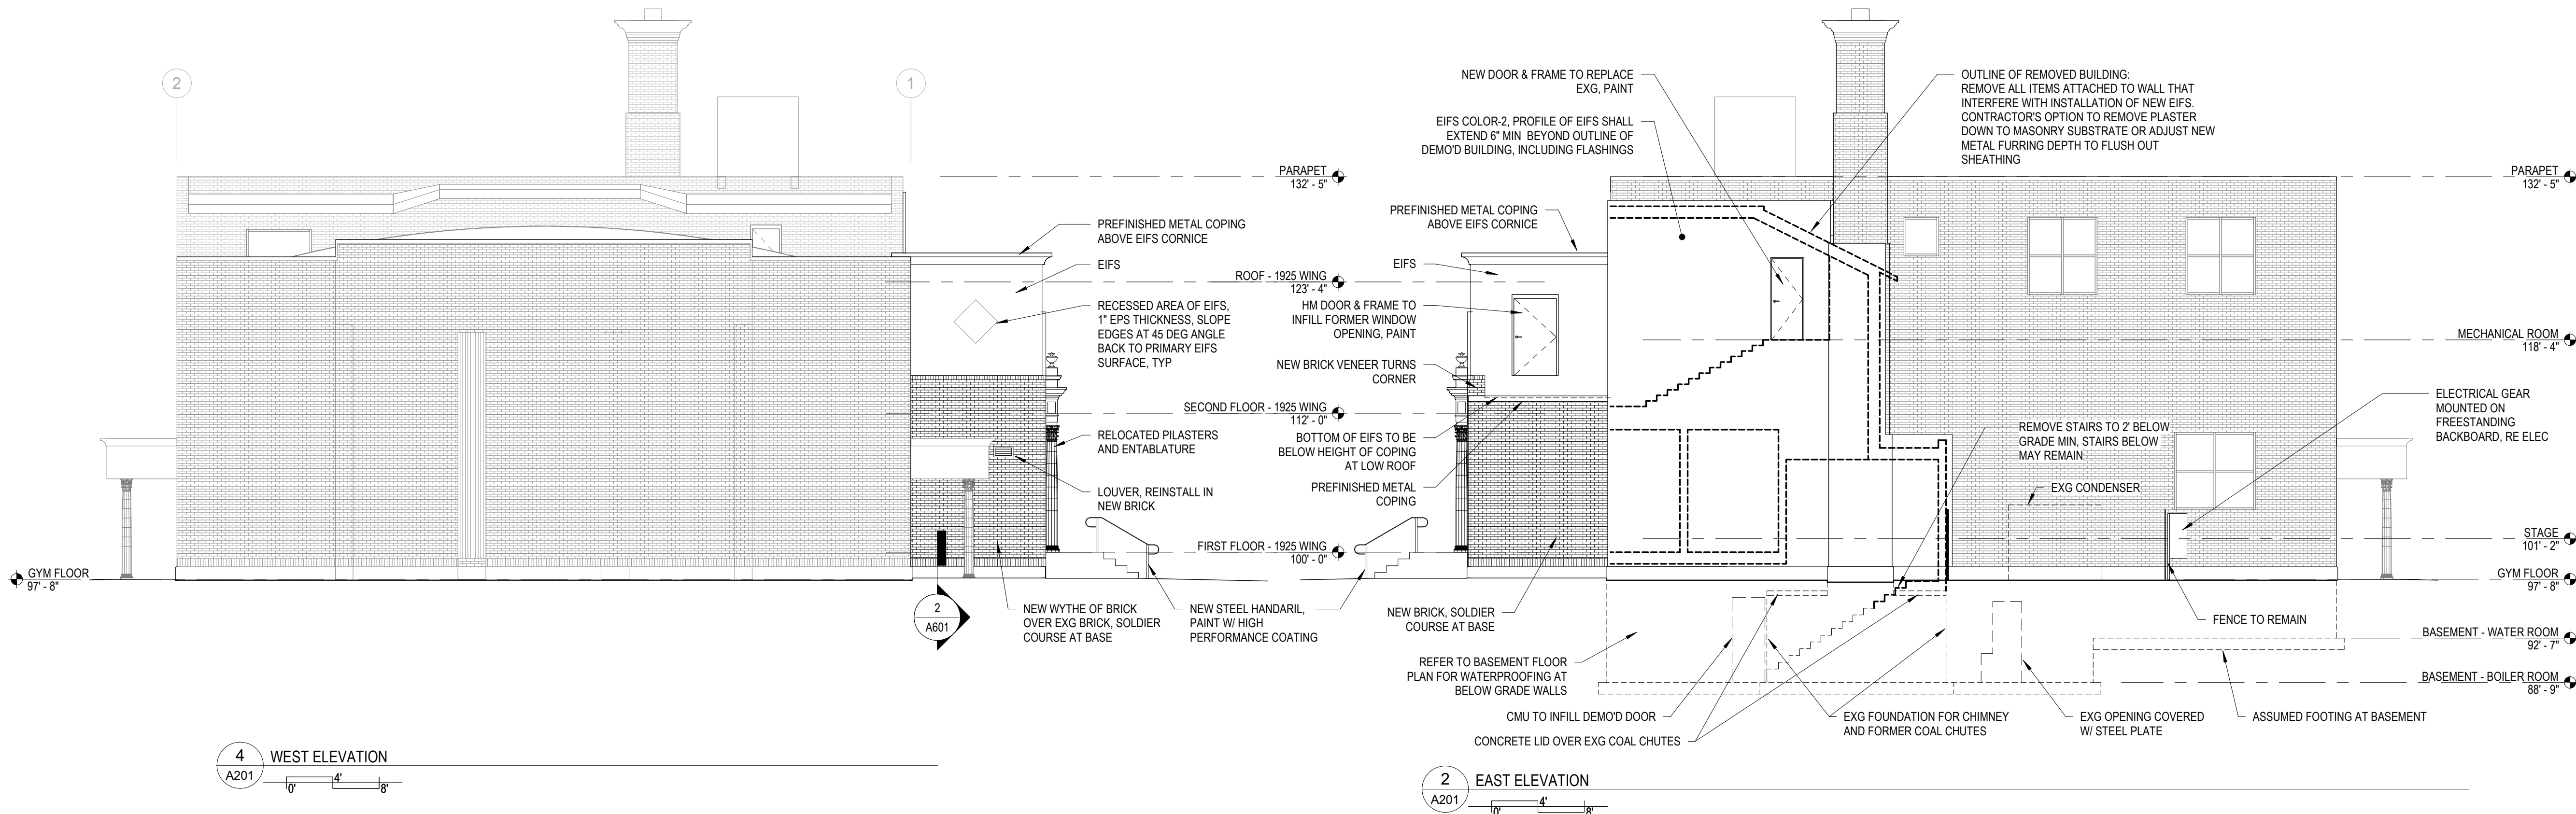 2
1
PARAPET
132' - 5"
PREFINISHED METAL COPING
ABOVE EIFS CORNICE
EIFS
ROOF - 1925 WING
123' - 4"
RECESSED AREA OF EIFS,
1" EPS THICKNESS, SLOPE
EDGES AT 45 DEG ANGLE
BACK TO PRIMARY EIFS
SURFACE, TYP
SECOND FLOOR - 1925 WING
112' - 0"
RELOCATED PILASTERS
AND ENTABLATURE
LOUVER, REINSTALL IN
NEW BRICK
FIRST FLOOR - 1925 WING
100' - 0"
GYM FLOOR
97' - 8"
2
A601
NEW WYTHE OF BRICK
OVER EXG BRICK, SOLDIER
COURSE AT BASE
NEW STEEL HANDARIL,
PAINT W/ HIGH
PERFORMANCE COATING
4
A201
WEST ELEVATION
0'
4'
8'
NEW DOOR & FRAME TO REPLACE
EXG, PAINT
EIFS COLOR-2, PROFILE OF EIFS SHALL
EXTEND 6" MIN BEYOND OUTLINE OF
DEMO'D BUILDING, INCLUDING FLASHINGS
OUTLINE OF REMOVED BUILDING:
REMOVE ALL ITEMS ATTACHED TO WALL THAT
INTERFERE WITH INSTALLATION OF NEW EIFS.
CONTRACTOR'S OPTION TO REMOVE PLASTER
DOWN TO MASONRY SUBSTRATE OR ADJUST NEW
METAL FURRING DEPTH TO FLUSH OUT
SHEATHING
PARAPET
132' - 5"
PREFINISHED METAL COPING
ABOVE EIFS CORNICE
EIFS
HM DOOR & FRAME TO
INFILL FORMER WINDOW
OPENING, PAINT
MECHANICAL ROOM
118' - 4"
NEW BRICK VENEER TURNS
CORNER
ELECTRICAL GEAR
MOUNTED ON
FREESTANDING
BACKBOARD, RE ELEC
BOTTOM OF EIFS TO BE
BELOW HEIGHT OF COPING
AT LOW ROOF
REMOVE STAIRS TO 2' BELOW
GRADE MIN, STAIRS BELOW
MAY REMAIN
PREFINISHED METAL
COPING
EXG CONDENSER
STAGE
101' - 2"
GYM FLOOR
97' - 8"
NEW BRICK, SOLDIER
COURSE AT BASE
FENCE TO REMAIN
BASEMENT - WATER ROOM
92' - 7"
REFER TO BASEMENT FLOOR
PLAN FOR WATERPROOFING AT
BELOW GRADE WALLS
BASEMENT - BOILER ROOM
88' - 9"
CMU TO INFILL DEMO'D DOOR
CONCRETE LID OVER EXG COAL CHUTES
EXG FOUNDATION FOR CHIMNEY
AND FORMER COAL CHUTES
EXG OPENING COVERED
W/ STEEL PLATE
ASSUMED FOOTING AT BASEMENT
2
A201
EAST ELEVATION
0'
4'
8'